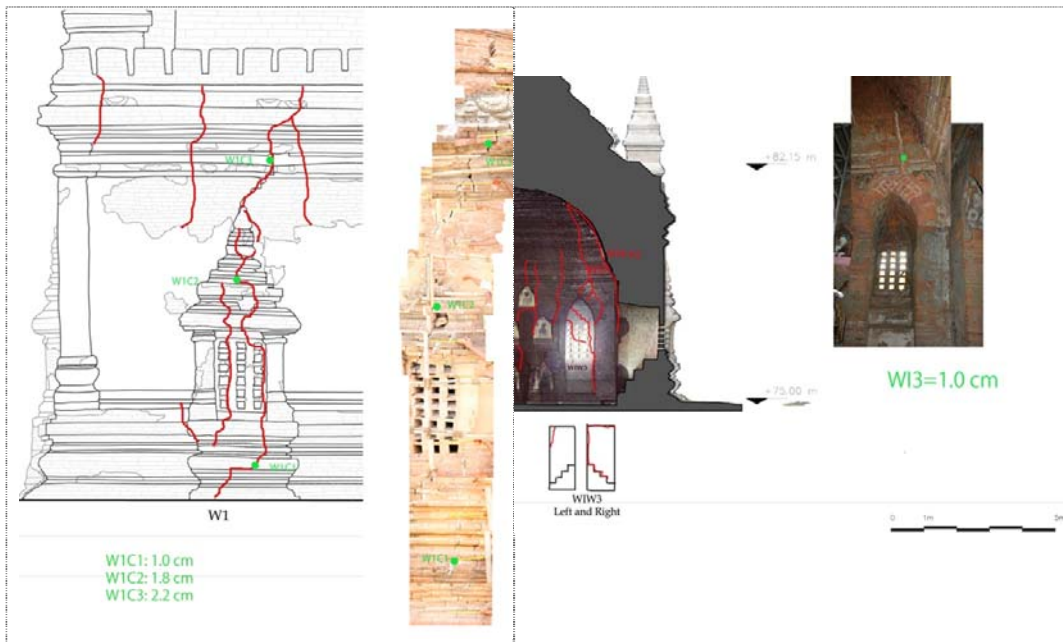 W1C3
W1C2
W1C1
W1
W1C1: 1.0 cm
W1C2: 1.8 cm
W1C3: 2.2 cm
W1C2
W1C1
+82.15 m
WIW3
+75.00 m
WIW3
Left and Right
WI3=1.0 cm
0 1m 5m